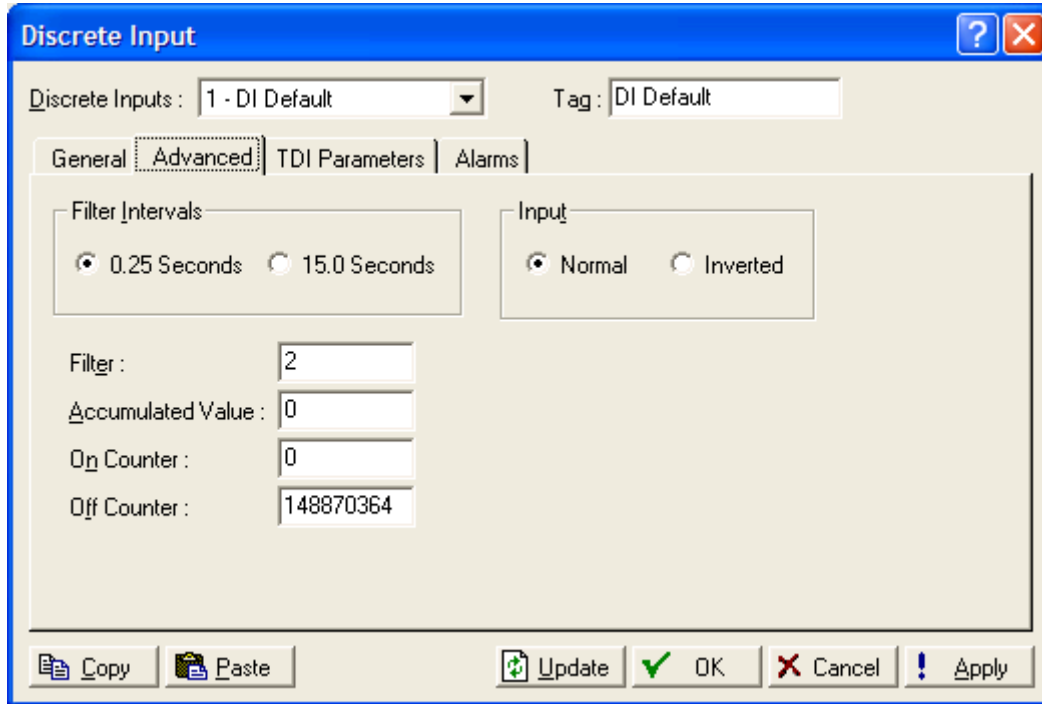 Discrete Input
Discrete Inputs : 1 - DI Default Tag : DI Default
General Advanced TDI Parameters Alarms
Filter Intervals Input
0.25 Seconds 15.0 Seconds Normal Inverted
Filter : 2
Accumulated Value : 0
On Counter : 0
Off Counter : 148870364
Copy Paste Update OK Cancel Apply